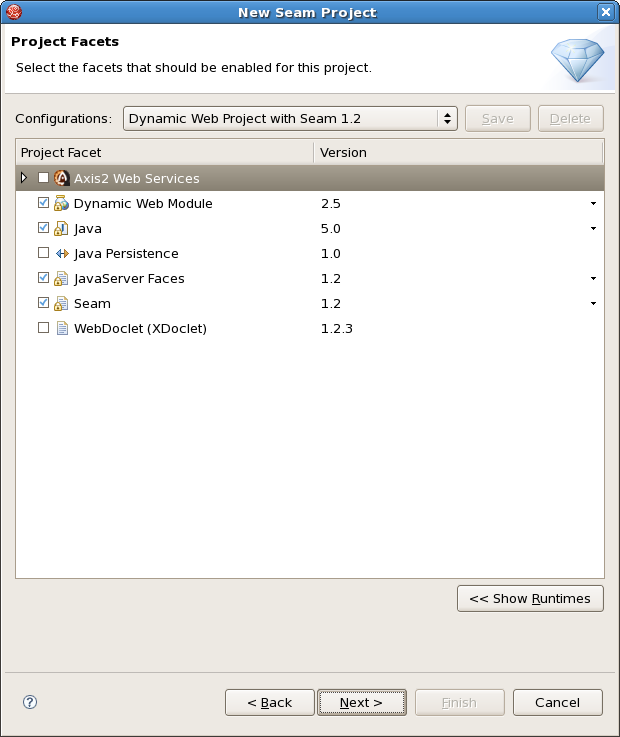 New Seam Project
Project Facets
Select the facets that should be enabled for this project.
Configurations: Dynamic Web Project with Seam 1.2 Save Delete
Project Facet Version
Axis2 Web Services
Dynamic Web Module 2.5
Java 5.0
Java Persistence 1.0
JavaServer Faces 1.2
Seam 1.2
WebDoclet (XDoclet) 1.2.3
<< Show Runtimes
? < Back Next > Finish Cancel